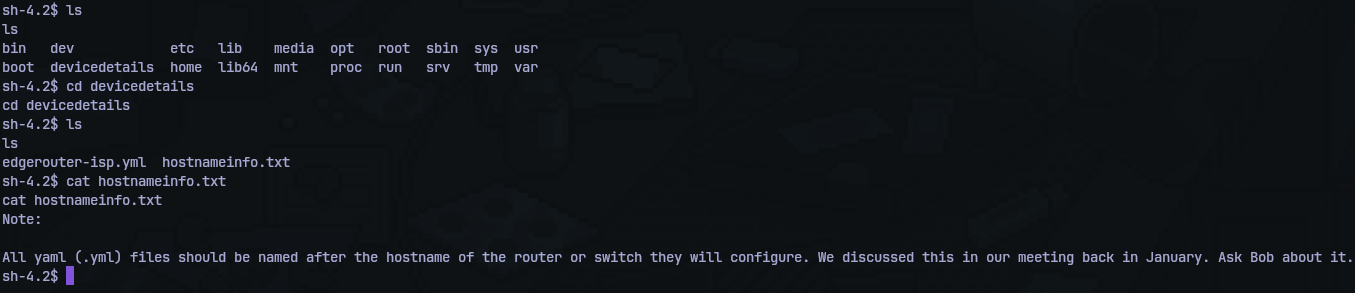 sh-4.2$ ls
ls
bin   dev            etc   lib    media  opt   root  sbin  sys  usr
boot  devicedetails  home  lib64  mnt    proc  run   srv   tmp  var
sh-4.2$ cd devicedetails
cd devicedetails
sh-4.2$ ls
ls
edgerouter-isp.yml  hostnameinfo.txt
sh-4.2$ cat hostnameinfo.txt
cat hostnameinfo.txt
Note:

All yaml (.yml) files should be named after the hostname of the router or switch they will configure. We discussed this in our meeting back in January. Ask Bob about it.
sh-4.2$